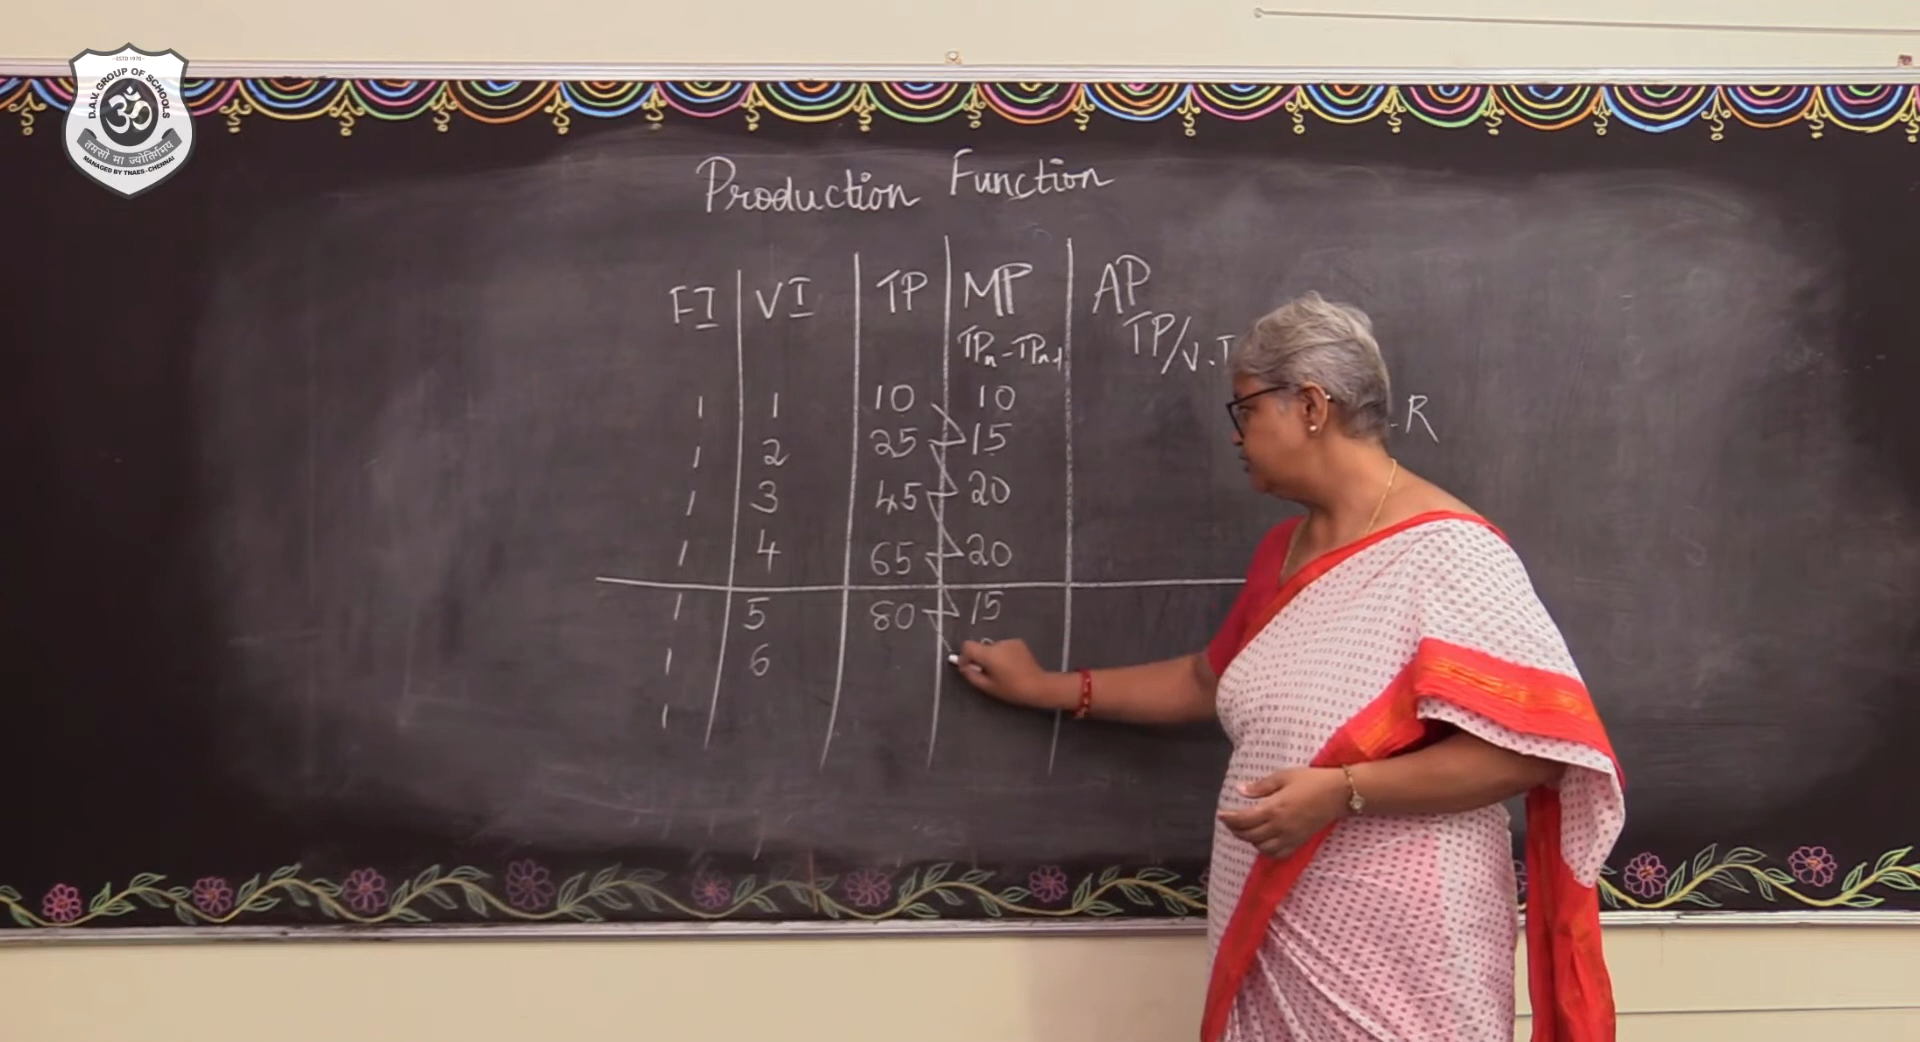 ESTD 1970
D.A.V. GROUP OF SCHOOLS
ॐ
तमसो मा ज्योतिर्गमय
MANAGED BY TNAES - CHENNAI
Production Function
FI VI TP MP AP
TPn - TPn-1 TP/V.I
R
1 1 10 10
1 2 25 15
1 3 45 20
1 4 65 20
1 5 80 15
1 6
1